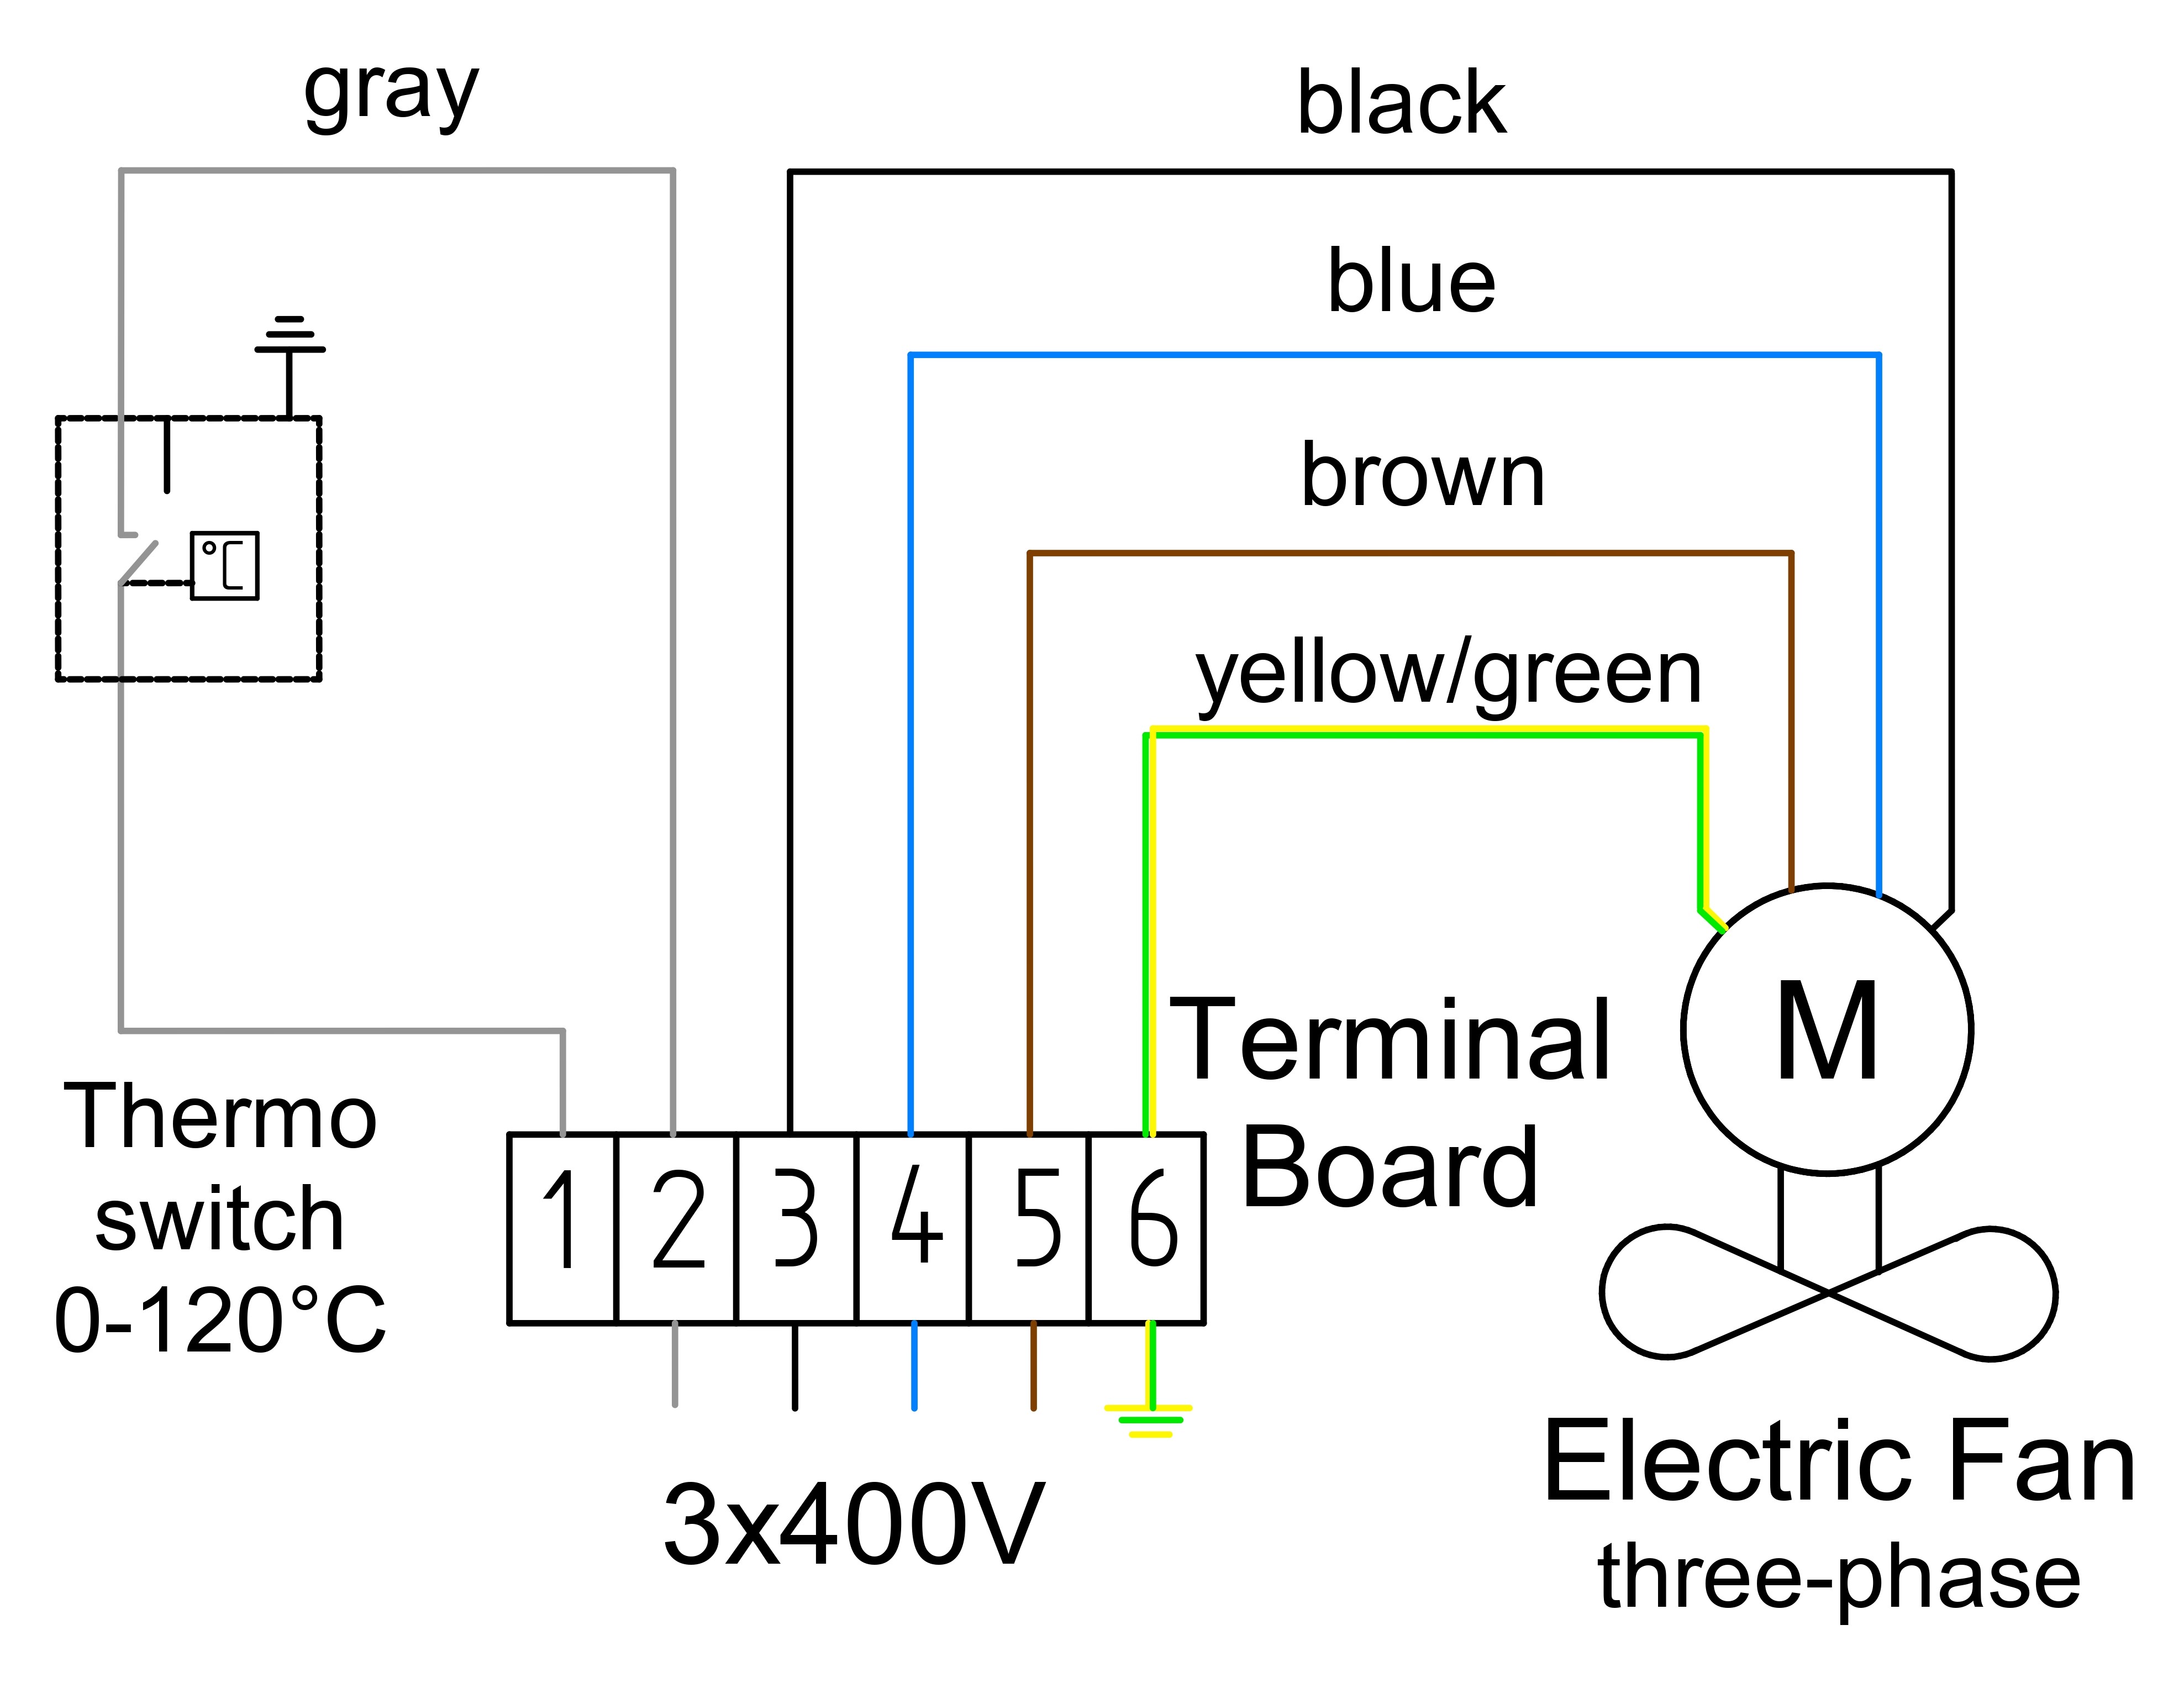 gray
black
blue
brown
yellow/green
°C
M
Terminal
Board
Thermo
switch
0-120°C
1 2 3 4 5 6
3x400V
Electric Fan
three-phase